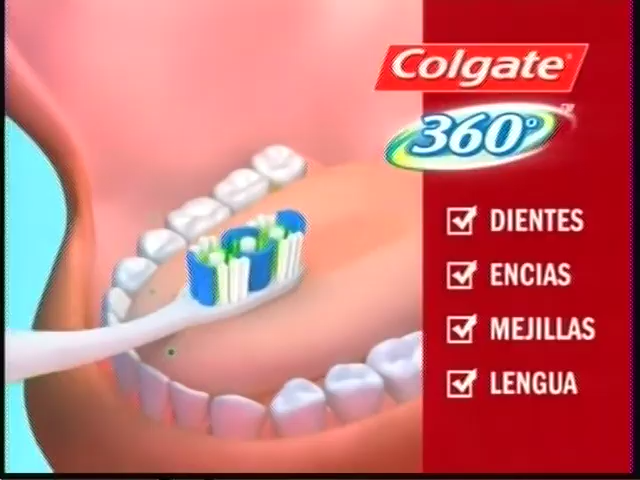 Colgate
360°
DIENTES
ENCIAS
MEJILLAS
LENGUA